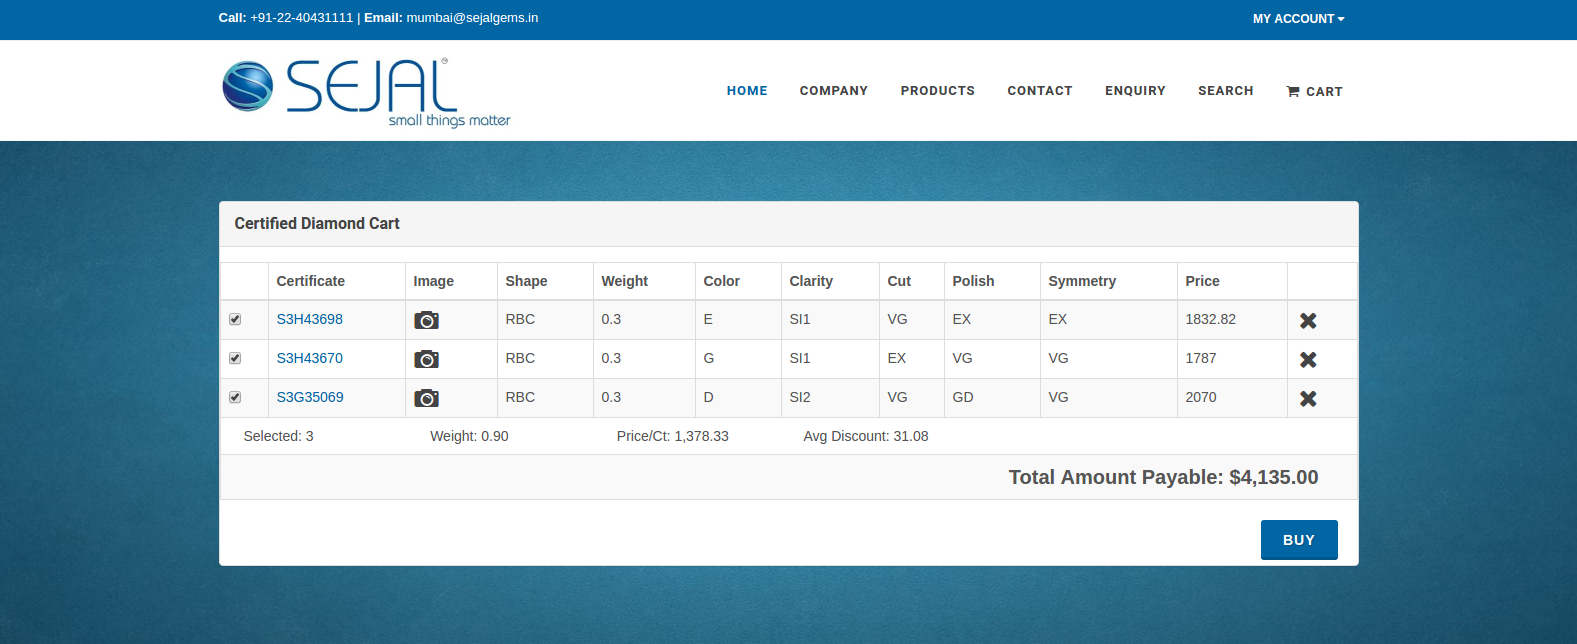 Call: +91-22-40431111 | Email: mumbai@sejalgems.in
MY ACCOUNT
SEJAL
small things matter
HOME COMPANY PRODUCTS CONTACT ENQUIRY SEARCH CART
Certified Diamond Cart
Certificate Image Shape Weight Color Clarity Cut Polish Symmetry Price
S3H43698 RBC 0.3 E SI1 VG EX EX 1832.82
S3H43670 RBC 0.3 G SI1 EX VG VG 1787
S3G35069 RBC 0.3 D SI2 VG GD VG 2070
Selected: 3 Weight: 0.90 Price/Ct: 1,378.33 Avg Discount: 31.08
Total Amount Payable: $4,135.00
BUY